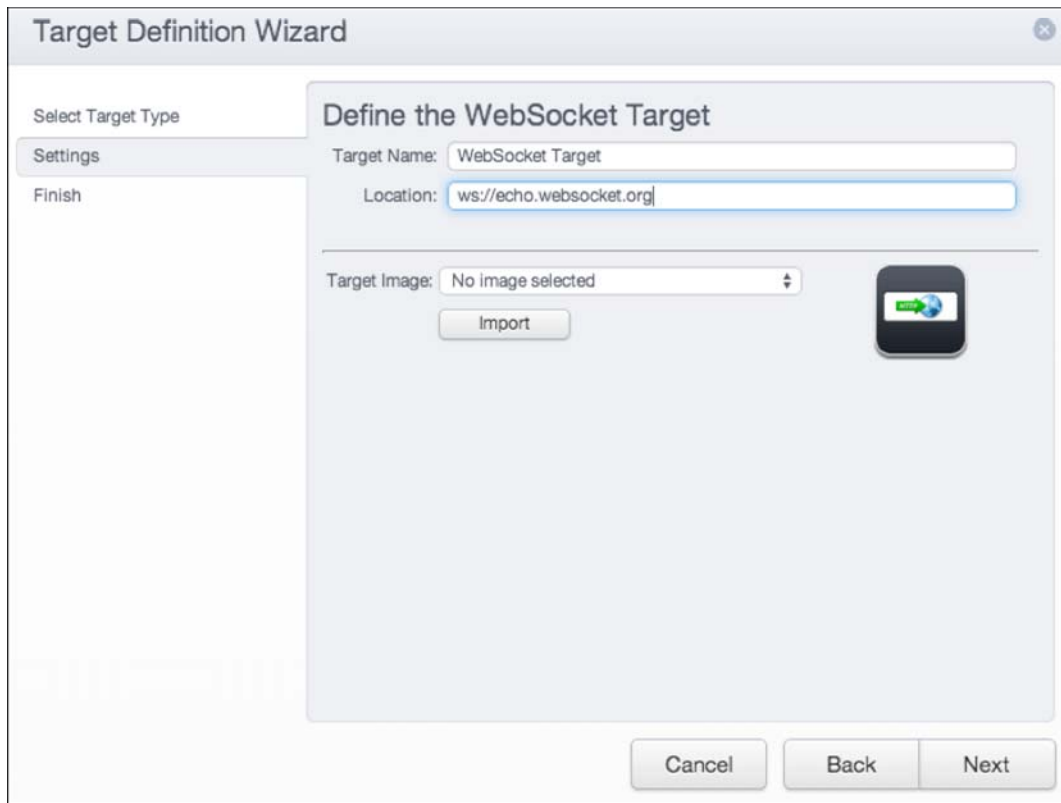 Target Definition Wizard
Select Target Type
Settings
Finish
Define the WebSocket Target
Target Name: WebSocket Target
Location: ws://echo.websocket.org
Target Image: No image selected
Import
HTTP
Cancel
Back
Next